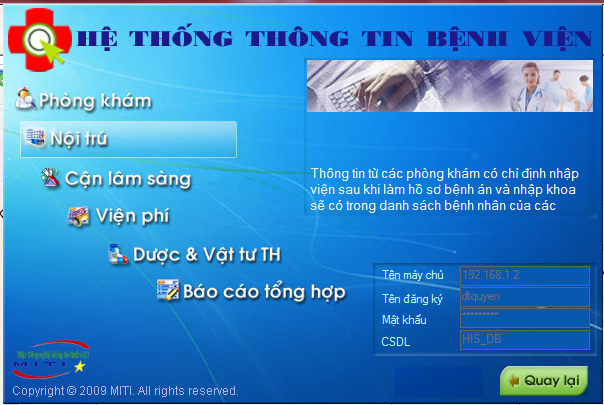 HỆ THỐNG THÔNG TIN BỆNH VIỆN
Phòng khám
Nội trú
Cận lâm sàng
Viện phí
Dược & Vật tư TH
Báo cáo tổng hợp
Thông tin từ các phòng khám có chỉ định nhập
viện sau khi làm hồ sơ bệnh án và nhập khoa
sẽ có trong danh sách bệnh nhân của các
Tên máy chủ 192.168.1.2
Tên đăng ký dtquyen
Mật khẩu *********
CSDL HIS_DB
MITI
Copyright © 2009 MITI. All rights reserved.
Quay lại